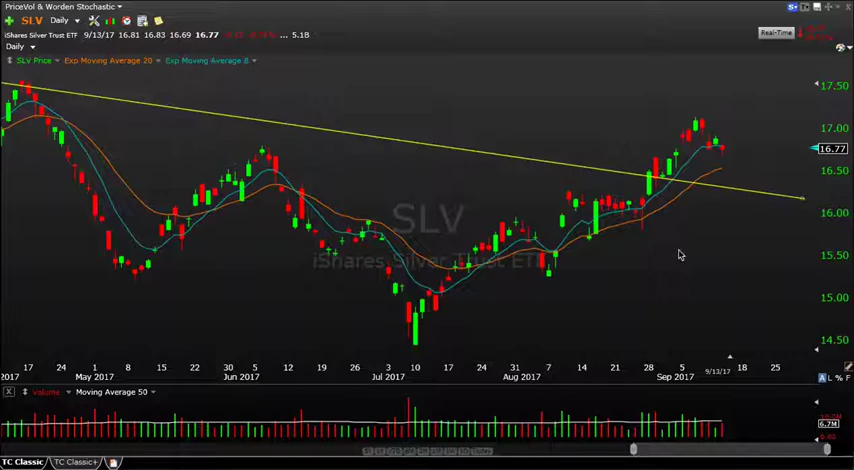 PriceVol & Worden Stochastic
SLV Daily
iShares Silver Trust ETF 9/13/17 16.81 16.83 16.69 16.77 ... 5.1B
Real-Time
Daily
SLV Price Exp Moving Average 20 Exp Moving Average 8
17.50
17.00
16.77
16.50
16.00
15.50
15.00
14.50
SLV
iShares Silver Trust ETF
17 24 1 8 15 22 30 5 12 19 26 3 10 17 24 31 7 14 21 28 5 9/13/17 18 25
2017 May 2017 Jun 2017 Jul 2017 Aug 2017 Sep 2017
A L % F
X Volume Moving Average 50
6.7M
TC Classic TC Classic+